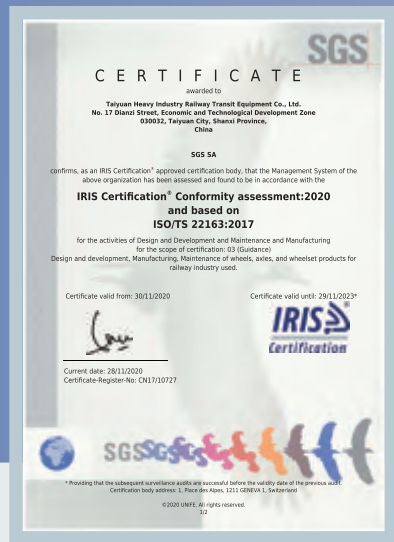 SGS
CERTIFICATE
awarded to
Taiyuan Heavy Industry Railway Transit Equipment Co., Ltd.
No. 17 Dianzi Street, Economic and Technological Development Zone
030032, Taiyuan City, Shanxi Province,
China
SGS SA
confirms, as an IRIS Certification® approved certification body, that the Management System of the
above organization has been assessed and found to be in accordance with the
IRIS Certification® Conformity assessment:2020
and based on
ISO/TS 22163:2017
for the activities of Design and Development and Maintenance and Manufacturing
for the scope of certification: 03 (Guidance)
Design and development, Manufacturing, Maintenance of wheels, axles, and wheelset products for
railway industry used.
Certificate valid from: 30/11/2020
Certificate valid until: 29/11/2023*
IRIS®
Certification
Current date: 28/11/2020
Certificate-Register-No: CN17/10727
SGS SGS
* Providing that the subsequent surveillance audits are successful before the validity date of the previous audit.
Certification body address: 1, Place des Alpes, 1211 GENEVA 1, Switzerland
©2020 UNIFE. All rights reserved.
1/2